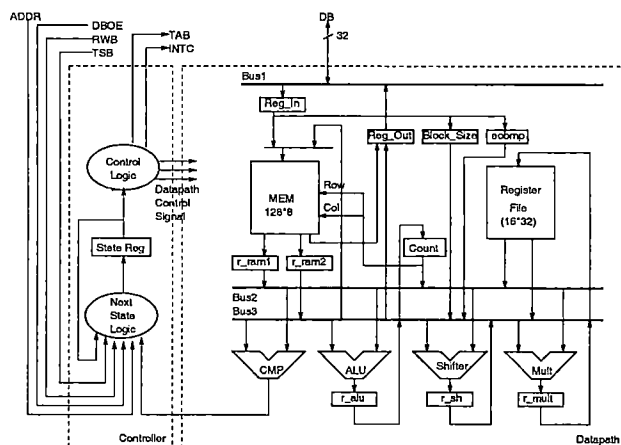 ADDR
DBOE
RWB
TSB
TAB
INTC
DB
32
Bus1
Reg_In
Reg_Out
Block_Size
ecomp
Control
Logic
Datapath
Control
Signal
MEM
128*8
Row
Col
Register
File
(16*32)
State Reg
Count
r_ram1
r_ram2
Next
State
Logic
Bus2
Bus3
CMP
ALU
Shifter
Mult
r_alu
r_sh
r_mult
Controller
Datapath